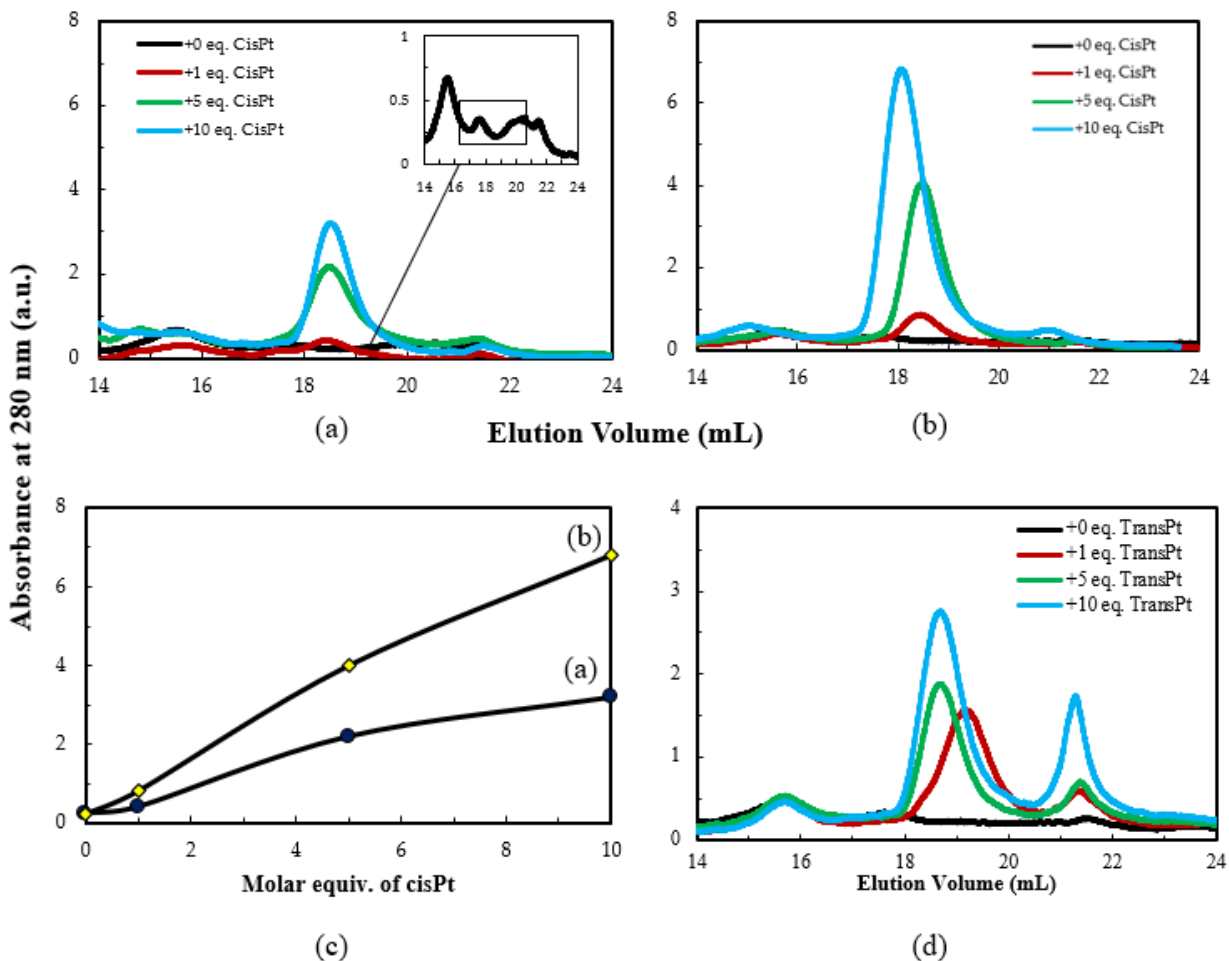 8
6
4
2
0
+0 eq. CisPt
+1 eq. CisPt
+5 eq. CisPt
+10 eq. CisPt
1
0.5
0
14 16 18 20 22 24
14 16 18 20 22 24
(a)
8
7
6
5
4
3
2
1
0
+0 eq. CisPt
+1 eq. CisPt
+5 eq. CisPt
+10 eq. CisPt
14 16 18 20 22 24
(b)
Elution Volume (mL)
Absorbance at 280 nm (a.u.)
8
6
4
2
0
(b)
(a)
0 2 4 6 8 10
Molar equiv. of cisPt
(c)
4
3
2
1
0
+0 eq. TransPt
+1 eq. TransPt
+5 eq. TransPt
+10 eq. TransPt
14 16 18 20 22 24
Elution Volume (mL)
(d)